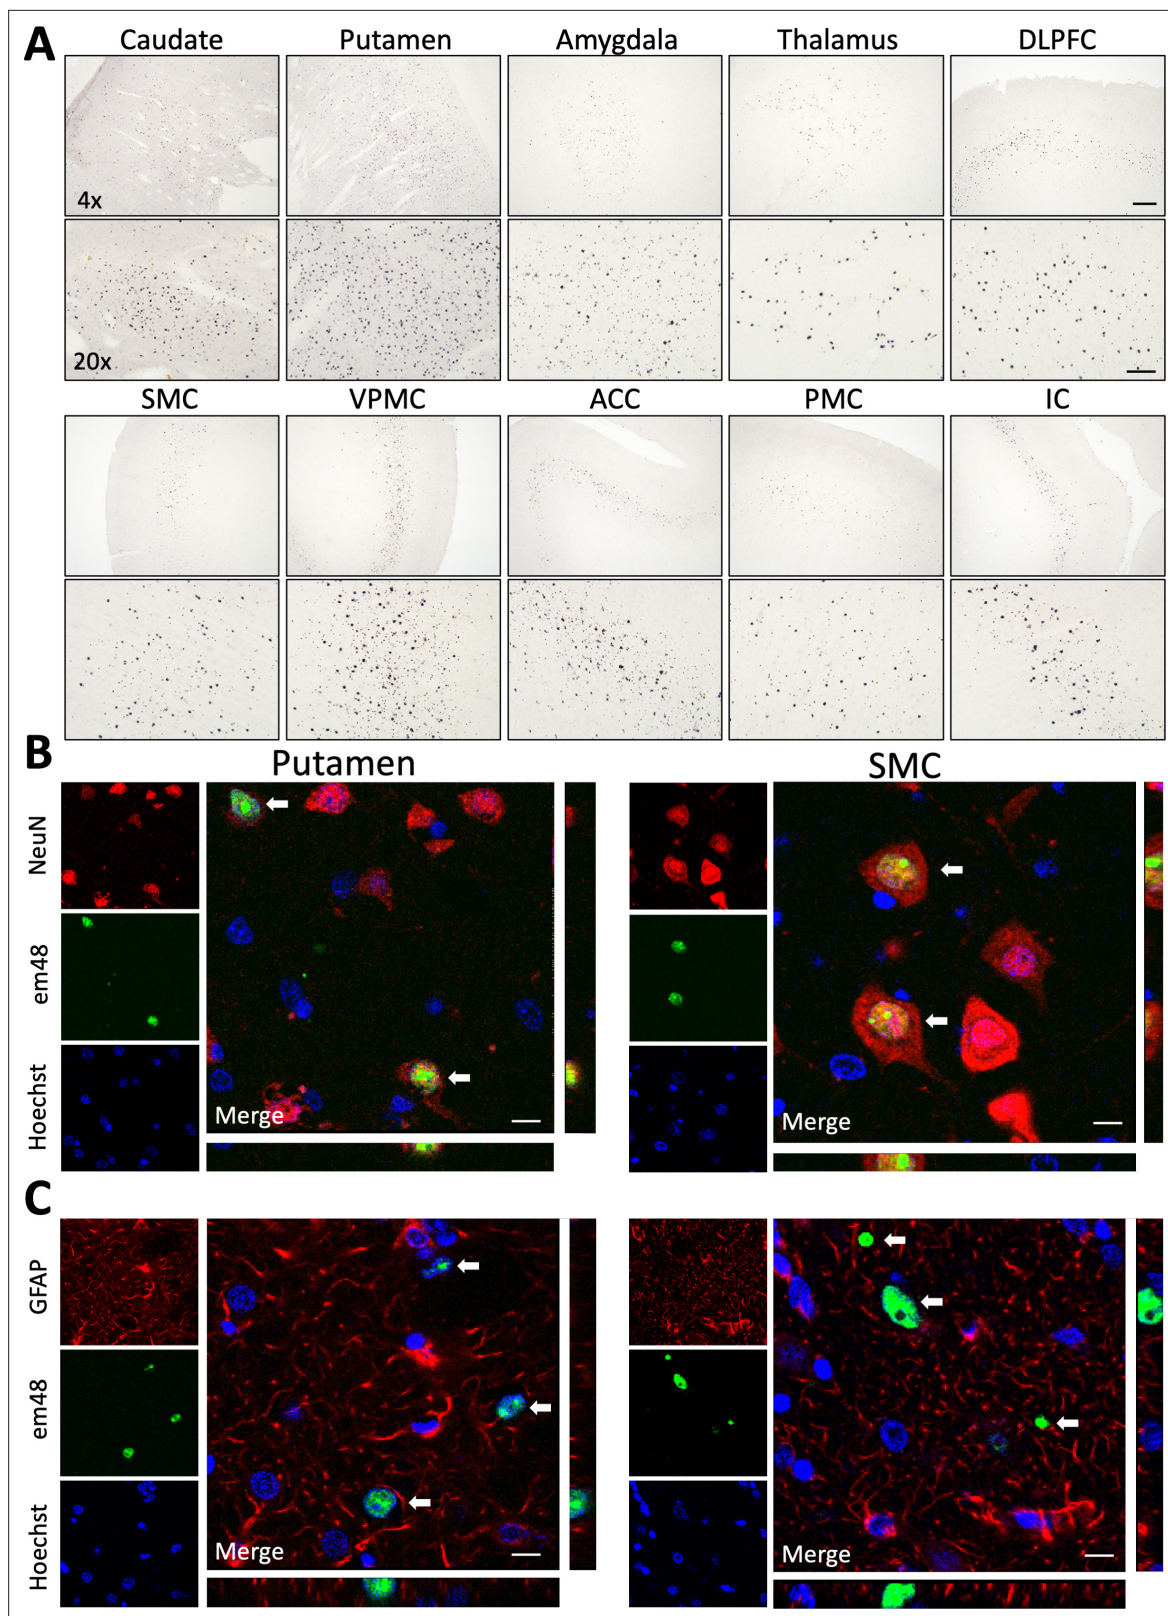 A
Caudate Putamen Amygdala Thalamus DLPFC
4x
20x
SMC VPMC ACC PMC IC
B
Putamen SMC
NeuN
em48
Hoechst
Merge Merge
C
GFAP
em48
Hoechst
Merge Merge